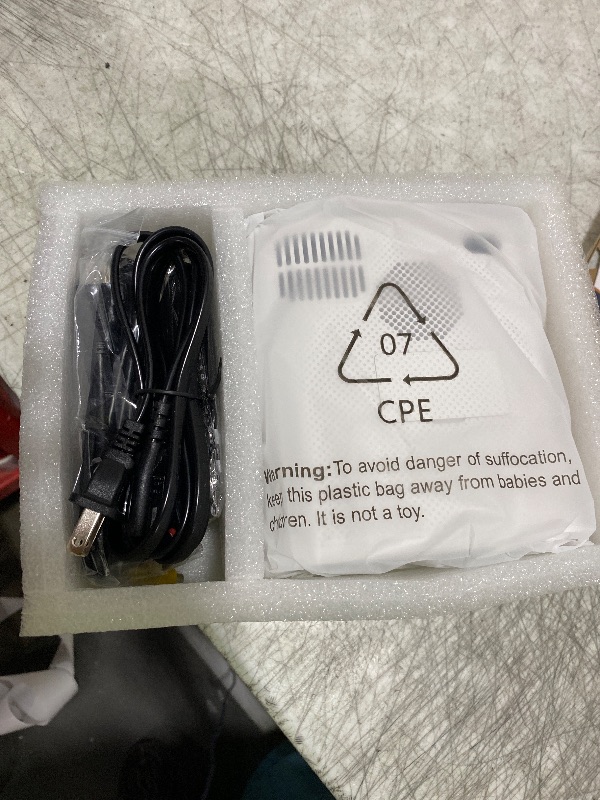 07
CPE
Warning: To avoid danger of suffocation,
keep this plastic bag away from babies and
children. It is not a toy.